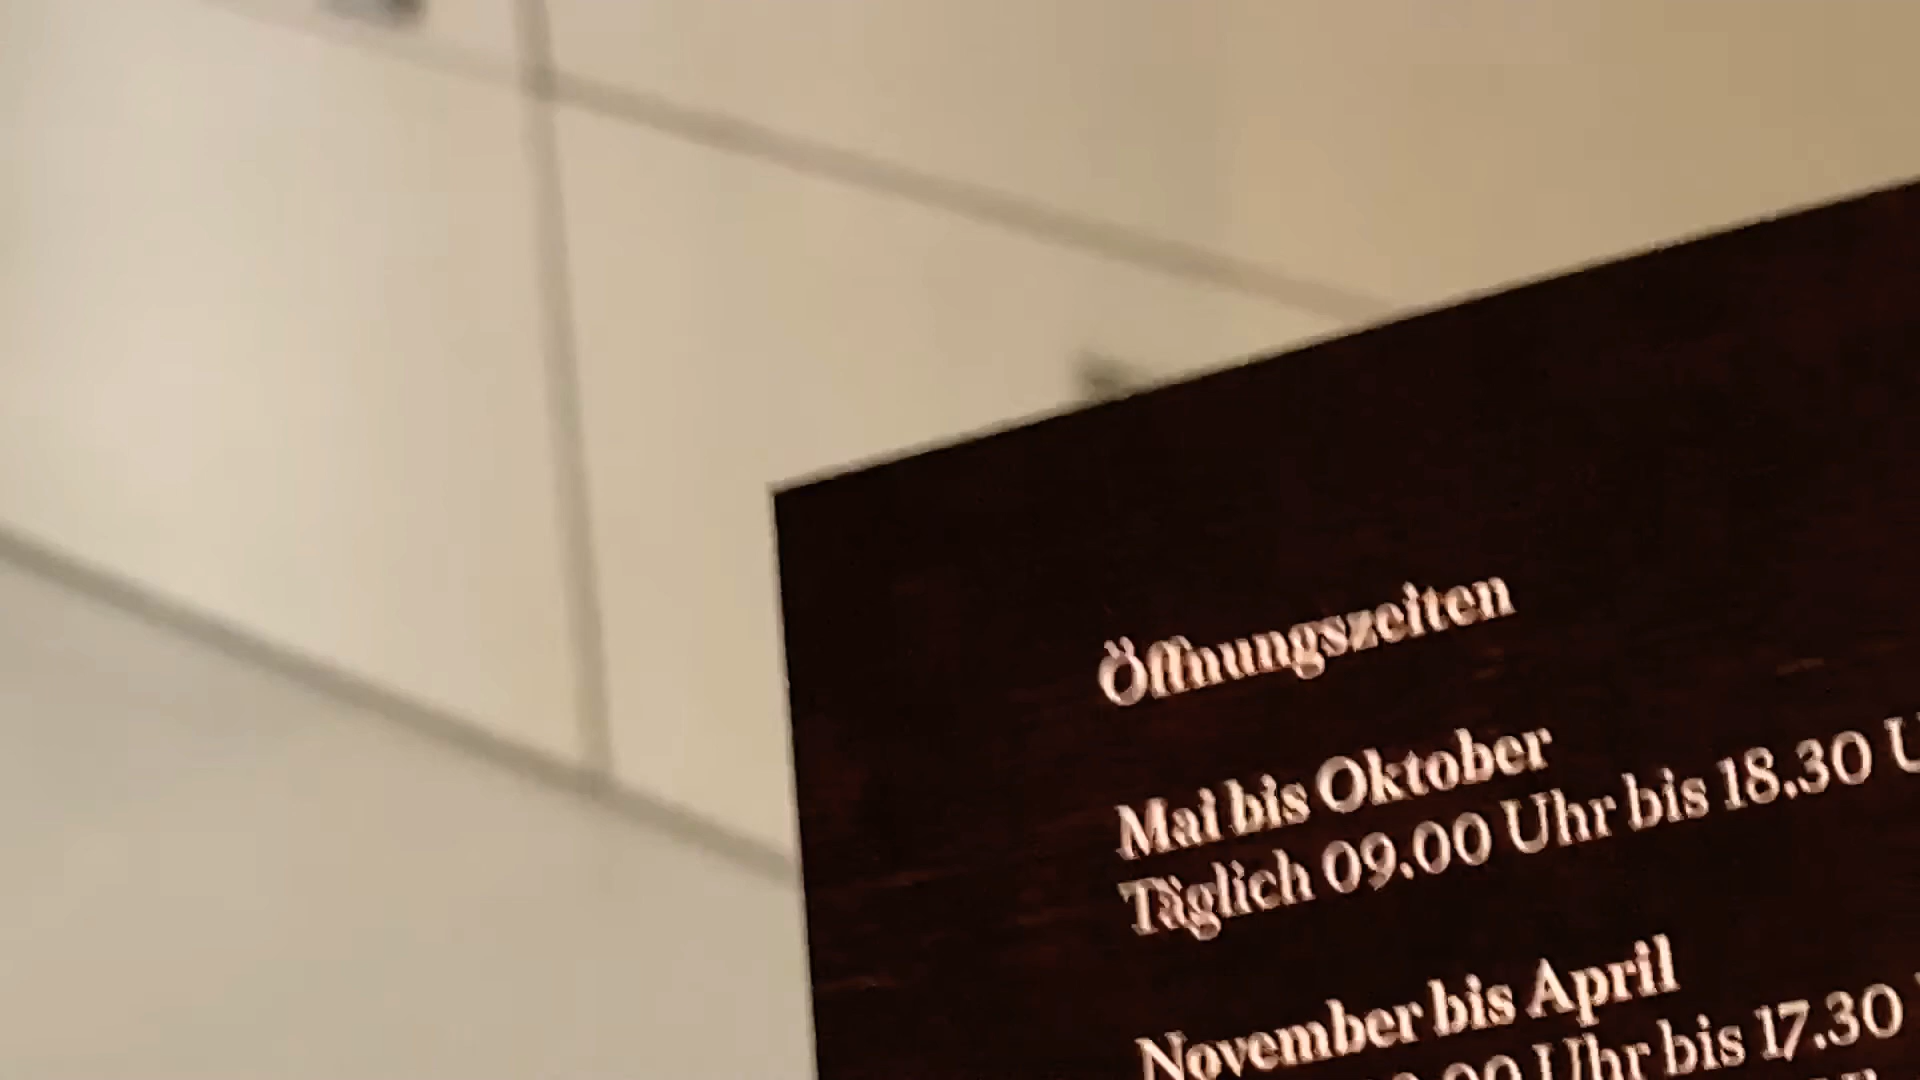 Öffnungszeiten
Mai bis Oktober
Täglich 09.00 Uhr bis 18.30
November bis April
Uhr bis 17.30